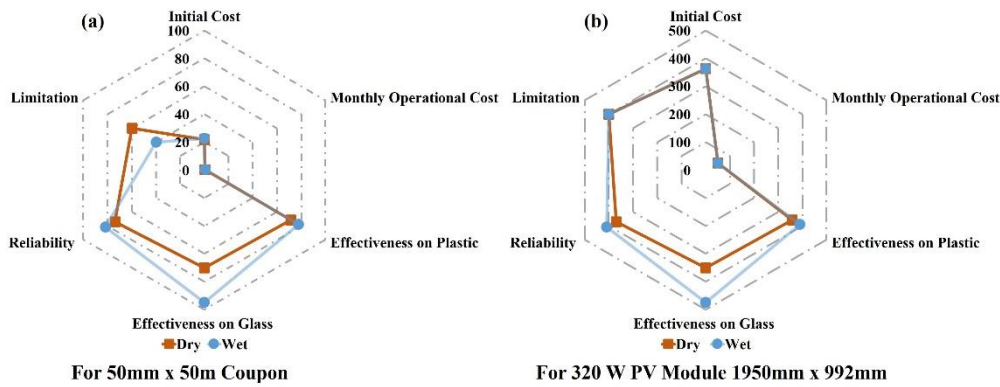 (a)
Initial Cost
100
80
60
40
20
0
Limitation
Monthly Operational Cost
Reliability
Effectiveness on Plastic
Effectiveness on Glass
Dry Wet
For 50mm x 50m Coupon
(b)
Initial Cost
500
400
300
200
100
0
Limitation
Monthly Operational Cost
Reliability
Effectiveness on Plastic
Effectiveness on Glass
Dry Wet
For 320 W PV Module 1950mm x 992mm